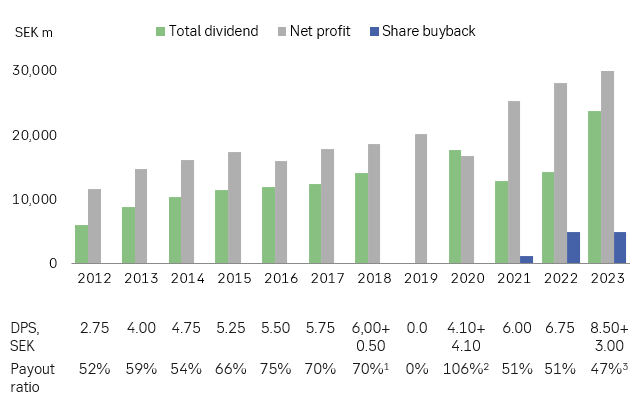 SEK m
Total dividend Net profit Share buyback
30,000
20,000
10,000
0
2012 2013 2014 2015 2016 2017 2018 2019 2020 2021 2022 2023
DPS, SEK 2.75 4.00 4.75 5.25 5.50 5.75 6,00+ 0.50 0.0 4.10+ 4.10 6.00 6.75 8.50+ 3.00
Payout ratio 52% 59% 54% 66% 75% 70% 70%¹ 0% 106%² 51% 51% 47%³